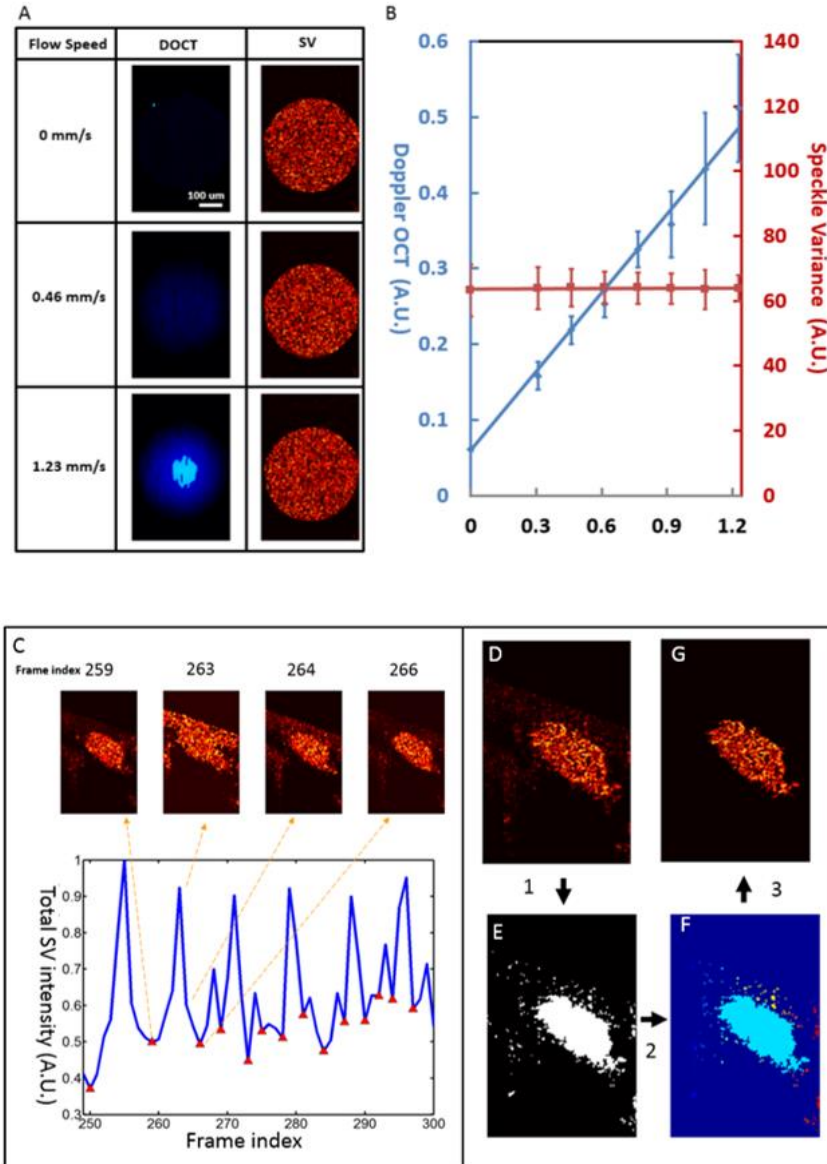 A
Flow Speed DOCT SV
0 mm/s
100 um
0.46 mm/s
1.23 mm/s
B
0.6
0.5
0.4
0.3
0.2
0.1
0
Doppler OCT (A.U.)
140
120
100
80
60
40
20
0
Speckle Variance (A.U.)
0 0.3 0.6 0.9 1.2
C
Frame index 259 263 264 266
1
0.9
0.8
0.7
0.6
0.5
0.4
0.3
Total SV intensity (A.U.)
250 260 270 280 290 300
Frame index
D
G
1
3
E
F
2